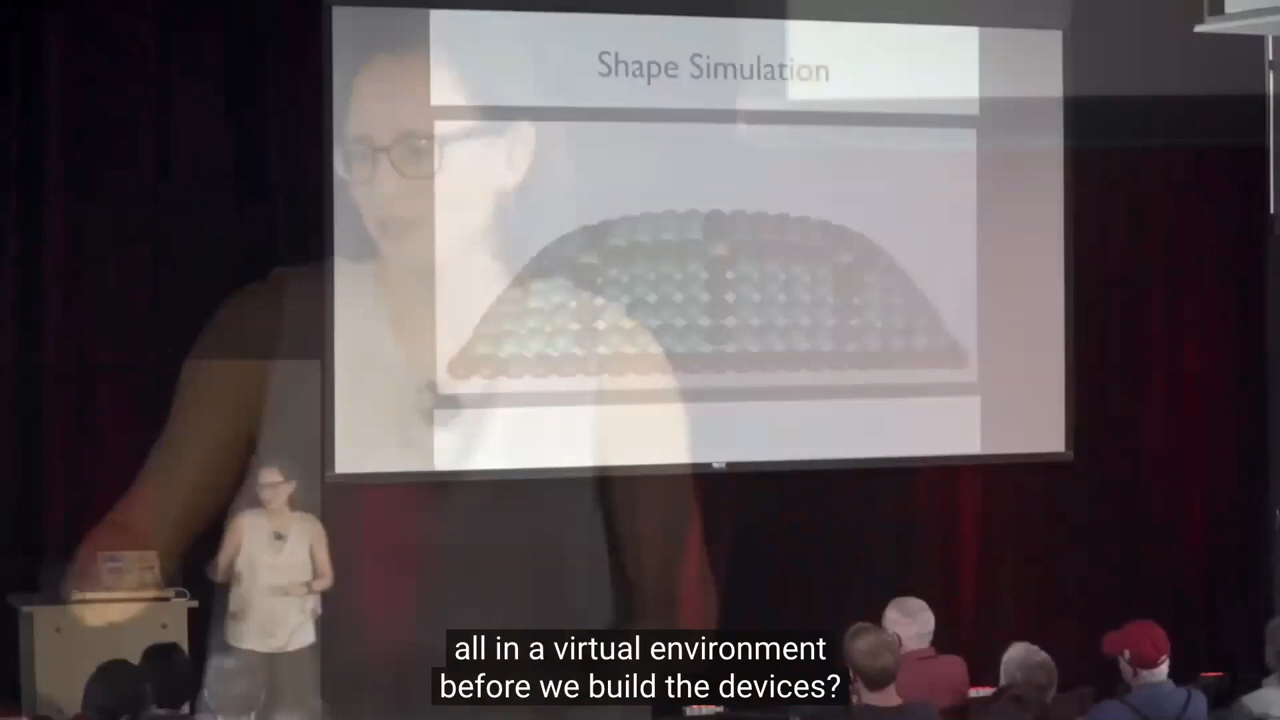 Shape Simulation
all in a virtual environment
before we build the devices?